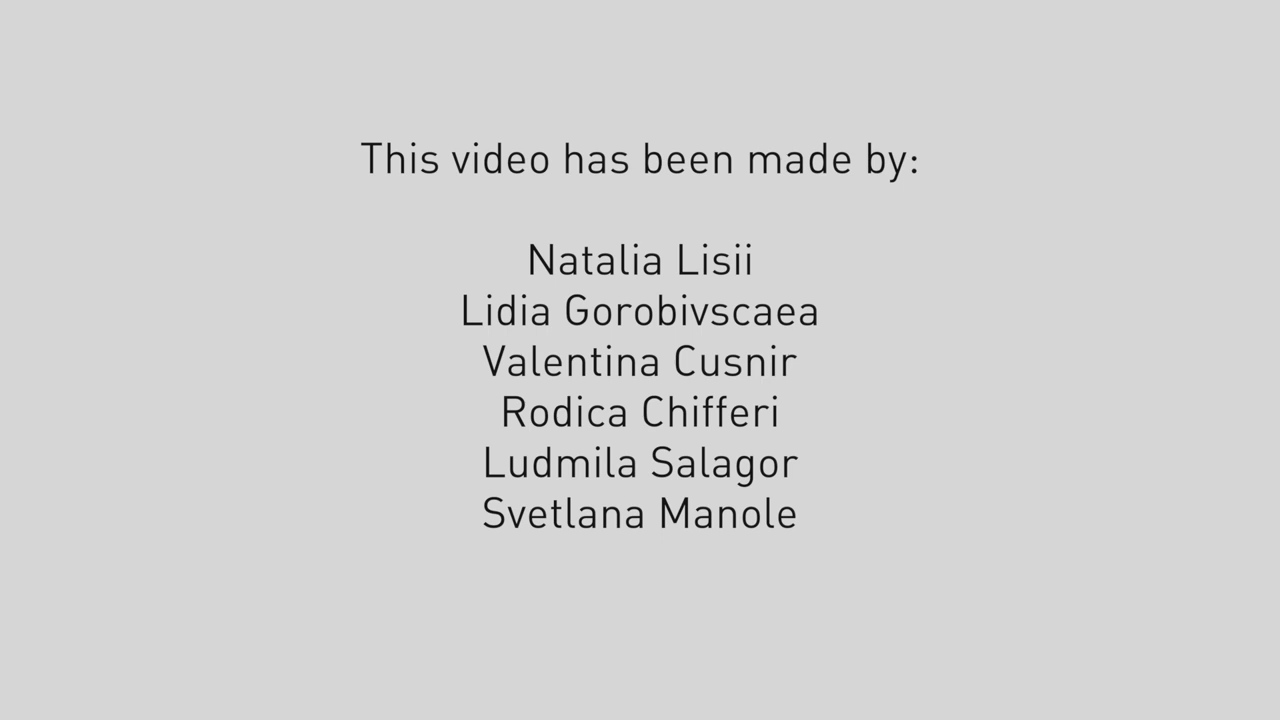 This video has been made by:
Natalia Lisii
Lidia Gorobivscaea
Valentina Cusnir
Rodica Chifferi
Ludmila Salagor
Svetlana Manole